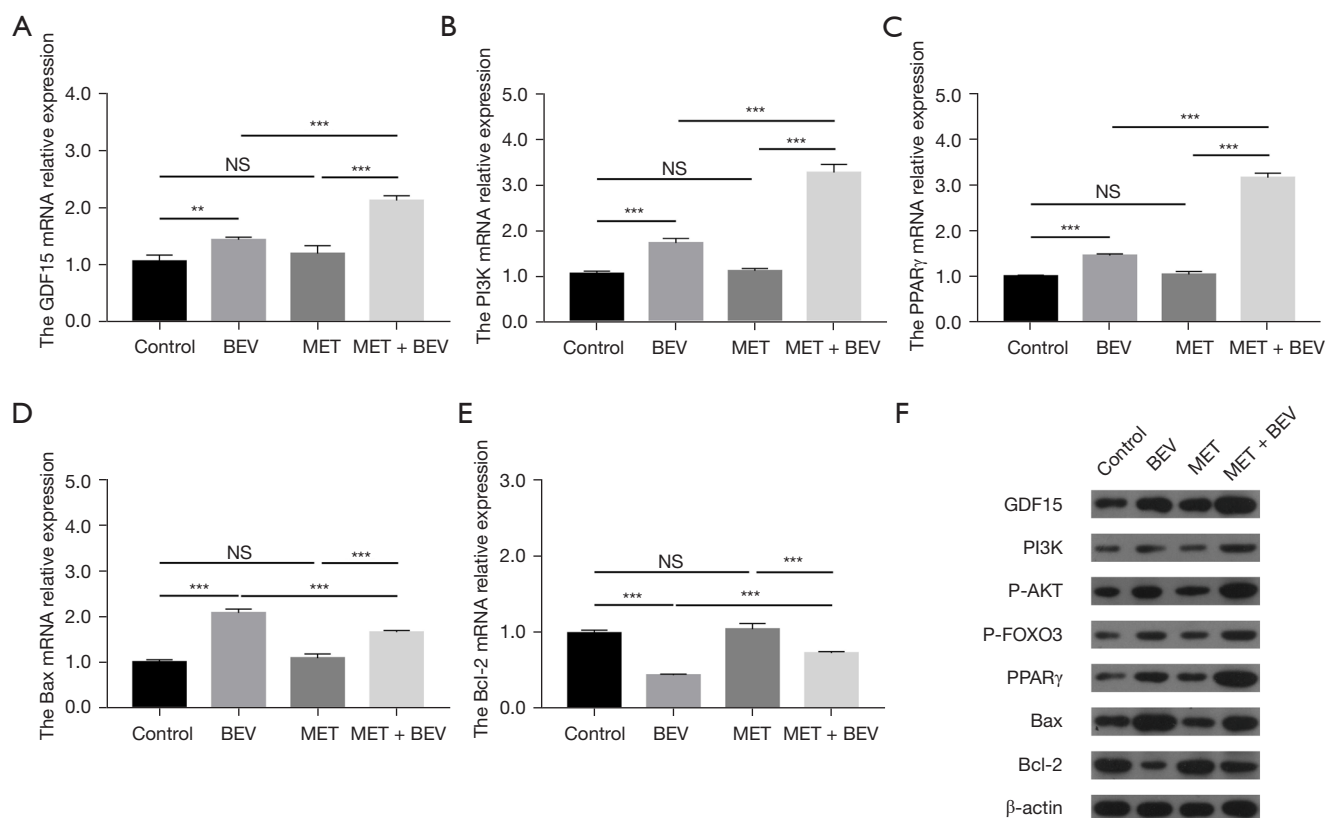 A
The GDF15 mRNA relative expression
4.0
3.0
2.0
1.0
0.0
***
NS
***
**
Control
BEV
MET
MET + BEV
B
The PI3K mRNA relative expression
5.0
4.0
3.0
2.0
1.0
0.0
***
***
NS
***
Control
BEV
MET
MET + BEV
C
The PPARγ mRNA relative expression
5.0
4.0
3.0
2.0
1.0
0.0
***
***
NS
***
Control
BEV
MET
MET + BEV
D
The Bax mRNA relative expression
5.0
4.0
3.0
2.0
1.0
0.0
NS
***
***
***
Control
BEV
MET
MET + BEV
E
The Bcl-2 mRNA relative expression
3.0
2.0
1.0
0.0
NS
***
***
***
Control
BEV
MET
MET + BEV
F
Control
BEV
MET
MET + BEV
GDF15
PI3K
P-AKT
P-FOXO3
PPARγ
Bax
Bcl-2
β-actin